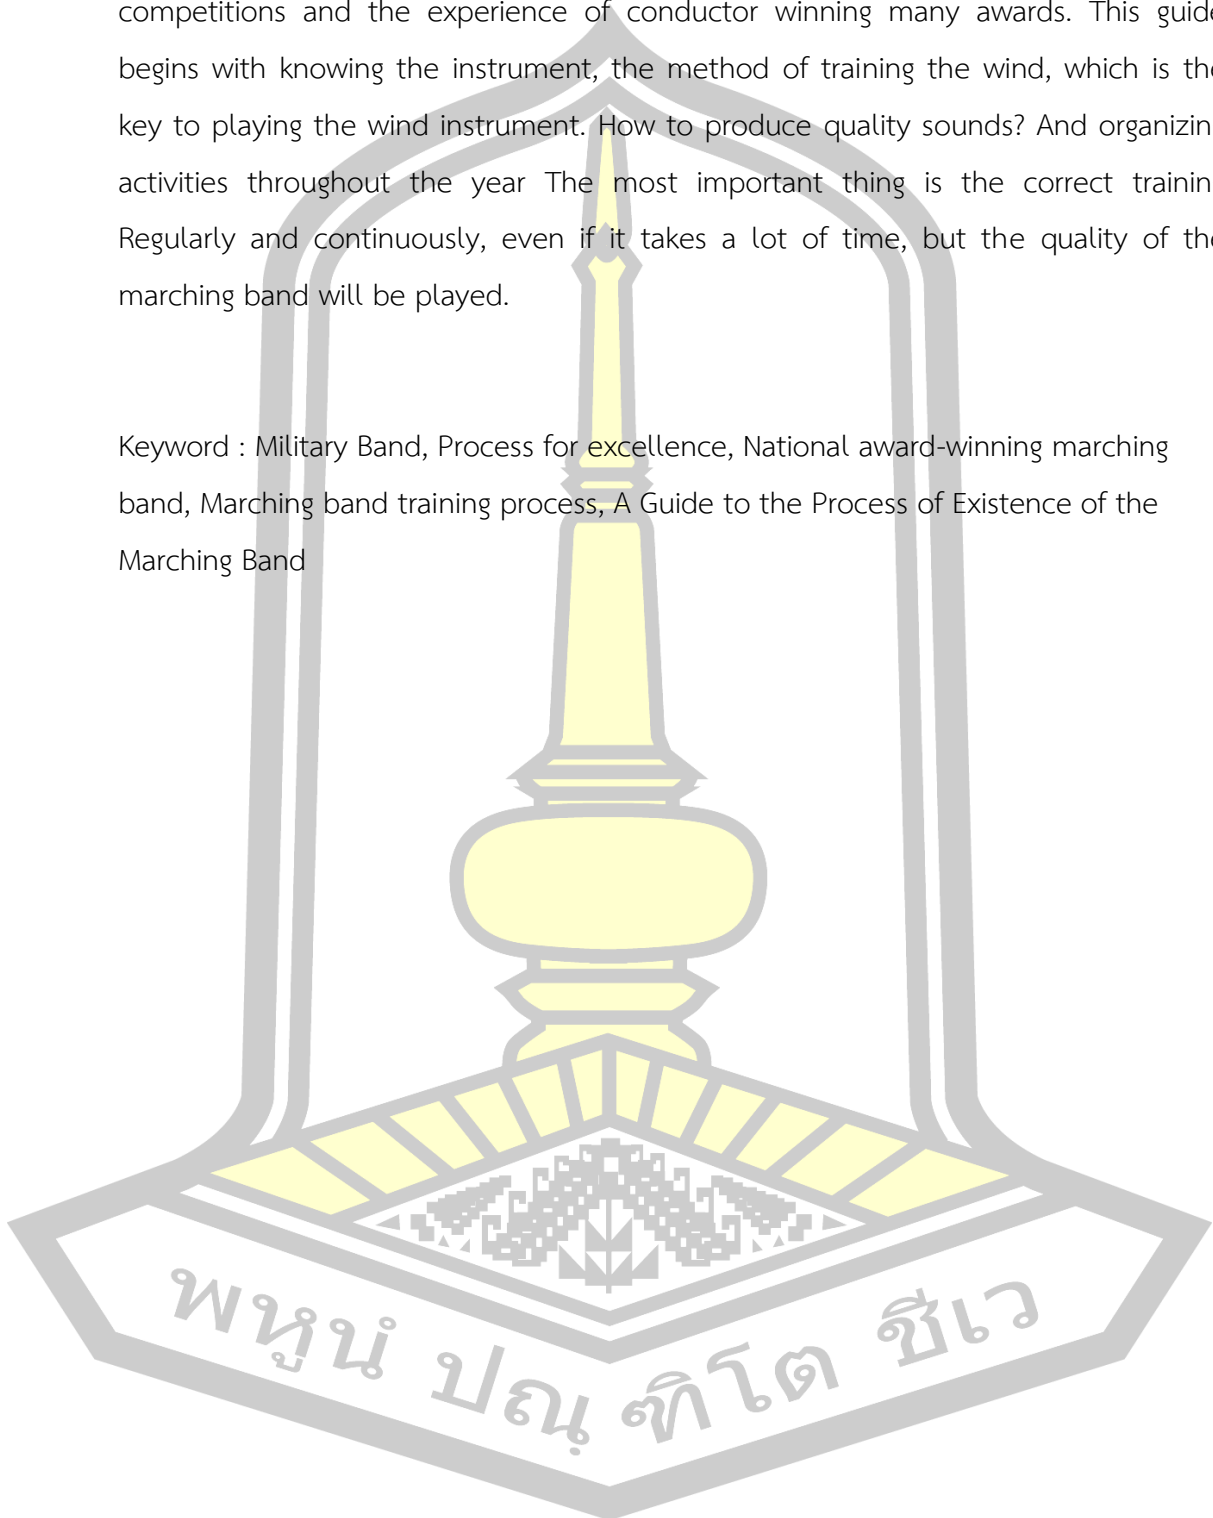 competitions and the experience of conductor winning many awards. This guide
begins with knowing the instrument, the method of training the wind, which is the
key to playing the wind instrument. How to produce quality sounds? And organizin
activities throughout the year The most important thing is the correct trainin
Regularly and continuously, even if it takes a lot of time, but the quality of the
marching band will be played.
Keyword : Military Band, Process for excellence, National award-winning marching
band, Marching band training process, A Guide to the Process of Existence of the
Marching Band
พหูนํ ปณฺฑิโต ชีเว